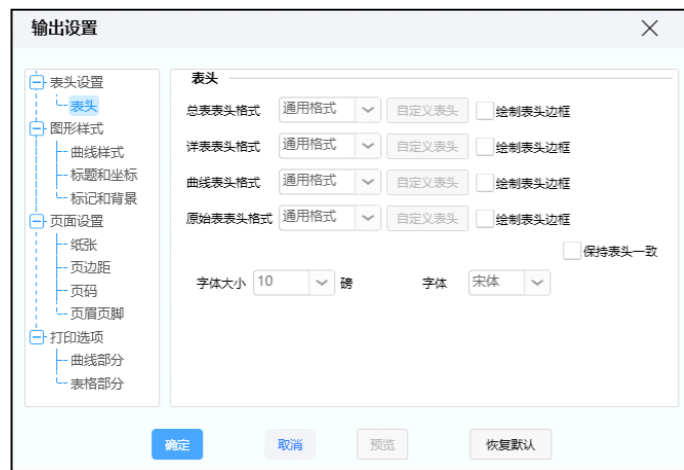 输出设置
表头设置
表头
图形样式
曲线样式
标题和坐标
标记和背景
页面设置
纸张
页边距
页码
页眉页脚
打印选项
曲线部分
表格部分
表头
总表表头格式 通用格式 自定义表头 绘制表头边框
详表表头格式 通用格式 自定义表头 绘制表头边框
曲线表头格式 通用格式 自定义表头 绘制表头边框
原始表表头格式 通用格式 自定义表头 绘制表头边框
保持表头一致
字体大小 10 磅 字体 宋体
确定 取消 预览 恢复默认